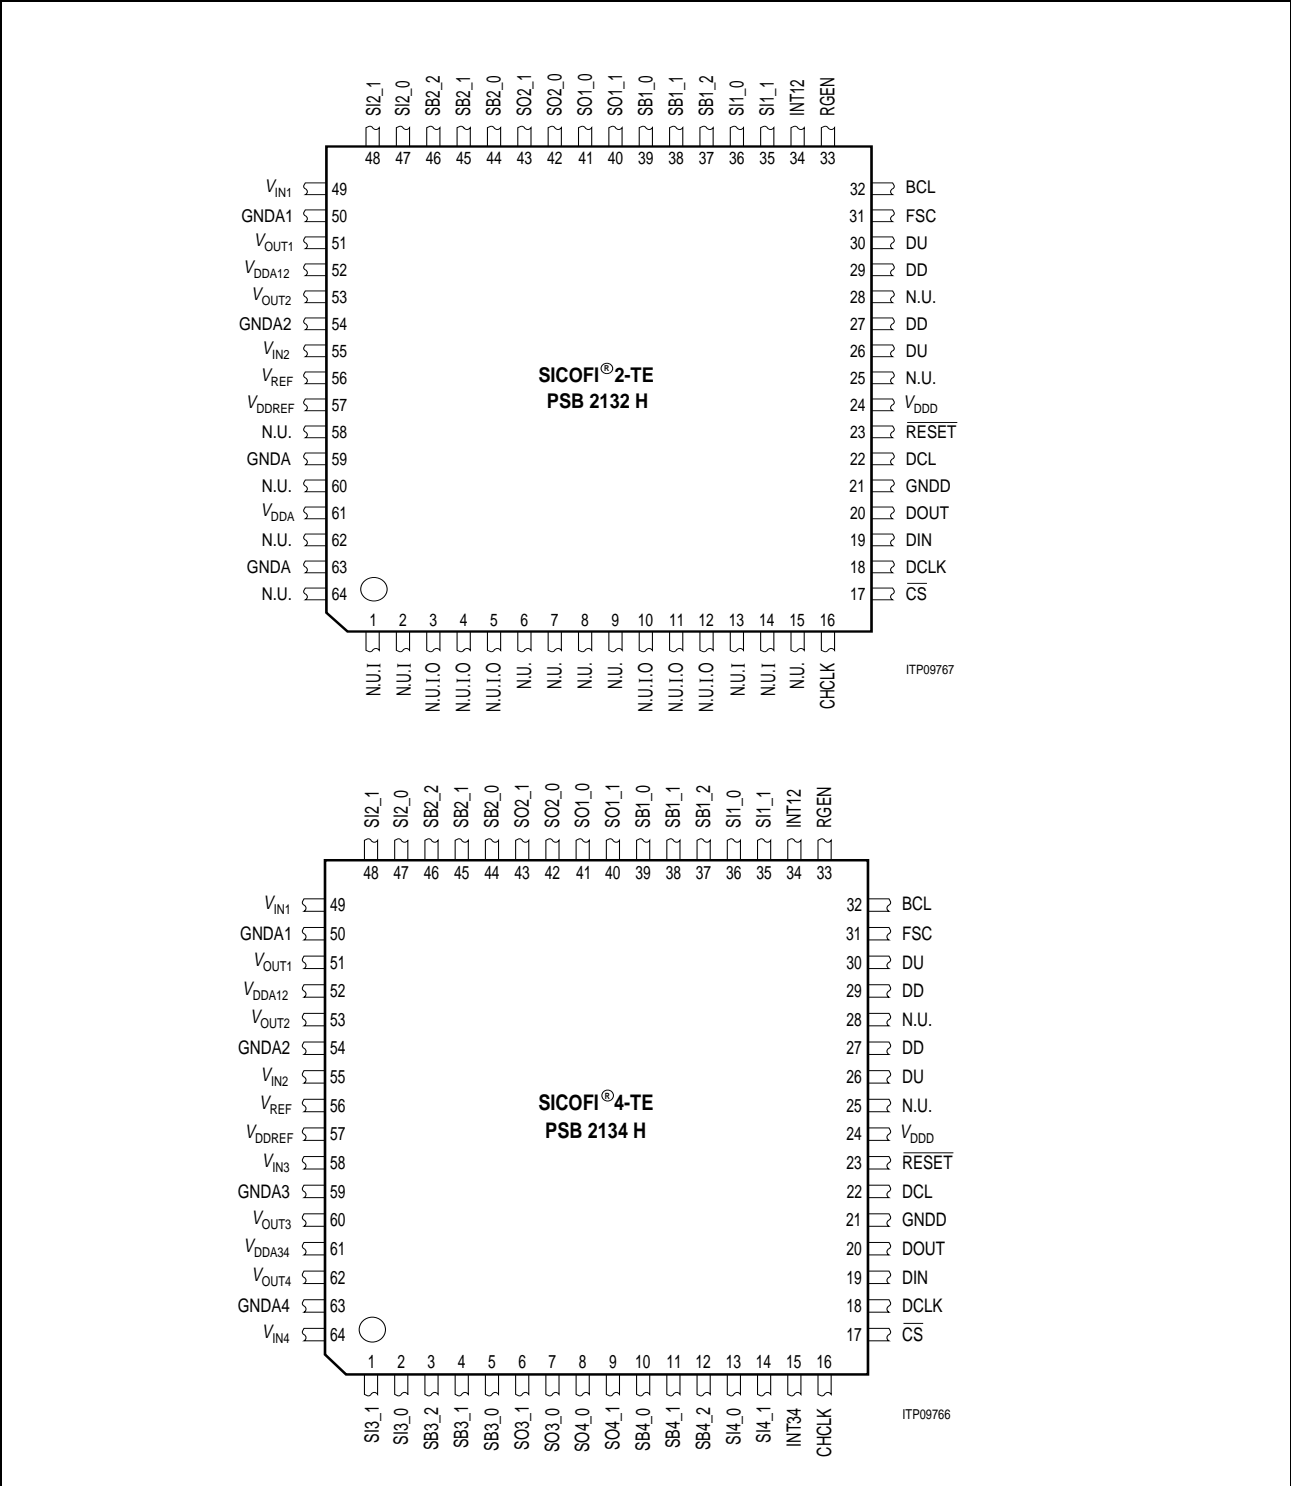 SI2_1 SI2_0 SB2_2 SB2_1 SB2_0 SO2_1 SO2_0 SO1_0 SO1_1 SB1_0 SB1_1 SB1_2 SI1_0 SI1_1 INT12 RGEN
48 47 46 45 44 43 42 41 40 39 38 37 36 35 34 33
VIN1 49 32 BCL
GNDA1 50 31 FSC
VOUT1 51 30 DU
VDDA12 52 29 DD
VOUT2 53 28 N.U.
GNDA2 54 27 DD
VIN2 55 26 DU
VREF 56 25 N.U.
VDDREF 57 24 VDDD
N.U. 58 23 RESET
GNDA 59 22 DCL
N.U. 60 21 GNDD
VDDA 61 20 DOUT
N.U. 62 19 DIN
GNDA 63 18 DCLK
N.U. 64 17 CS
SICOFI®2-TE
PSB 2132 H
1 2 3 4 5 6 7 8 9 10 11 12 13 14 15 16
N.U.I N.U.I N.U.I.O N.U.I.O N.U.I.O N.U. N.U. N.U. N.U. N.U.I.O N.U.I.O N.U.I.O N.U.I N.U.I N.U. CHCLK
ITP09767
SI2_1 SI2_0 SB2_2 SB2_1 SB2_0 SO2_1 SO2_0 SO1_0 SO1_1 SB1_0 SB1_1 SB1_2 SI1_0 SI1_1 INT12 RGEN
48 47 46 45 44 43 42 41 40 39 38 37 36 35 34 33
VIN1 49 32 BCL
GNDA1 50 31 FSC
VOUT1 51 30 DU
VDDA12 52 29 DD
VOUT2 53 28 N.U.
GNDA2 54 27 DD
VIN2 55 26 DU
VREF 56 25 N.U.
VDDREF 57 24 VDDD
VIN3 58 23 RESET
GNDA3 59 22 DCL
VOUT3 60 21 GNDD
VDDA34 61 20 DOUT
VOUT4 62 19 DIN
GNDA4 63 18 DCLK
VIN4 64 17 CS
SICOFI®4-TE
PSB 2134 H
1 2 3 4 5 6 7 8 9 10 11 12 13 14 15 16
SI3_1 SI3_0 SB3_2 SB3_1 SB3_0 SO3_1 SO3_0 SO4_0 SO4_1 SB4_0 SB4_1 SB4_2 SI4_0 SI4_1 INT34 CHCLK
ITP09766